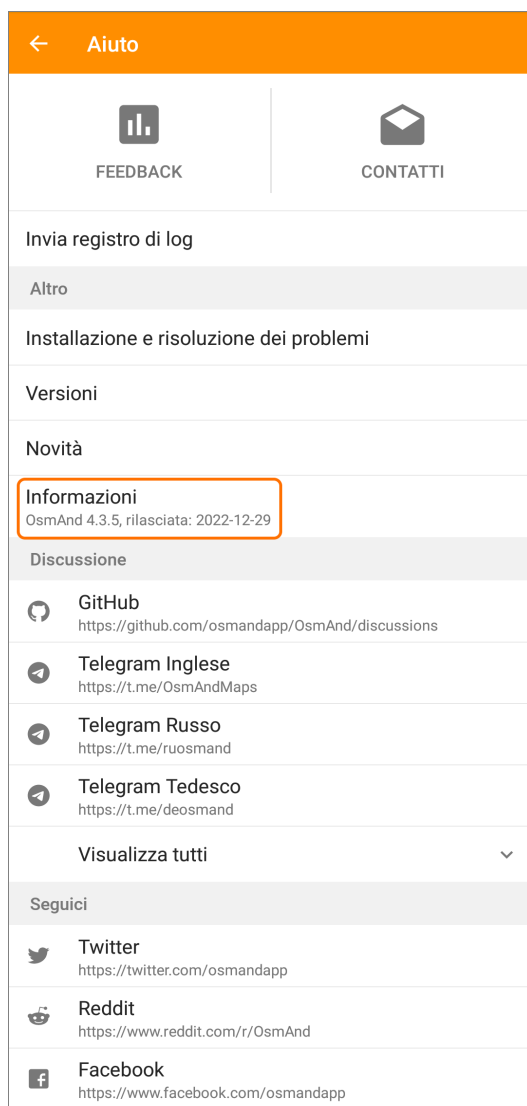 Aiuto
FEEDBACK
CONTATTI
Invia registro di log
Altro
Installazione e risoluzione dei problemi
Versioni
Novità
Informazioni
OsmAnd 4.3.5, rilasciata: 2022-12-29
Discussione
GitHub
https://github.com/osmandapp/OsmAnd/discussions
Telegram Inglese
https://t.me/OsmAndMaps
Telegram Russo
https://t.me/ruosmand
Telegram Tedesco
https://t.me/deosmand
Visualizza tutti
Seguici
Twitter
https://twitter.com/osmandapp
Reddit
https://www.reddit.com/r/OsmAnd
Facebook
https://www.facebook.com/osmandapp